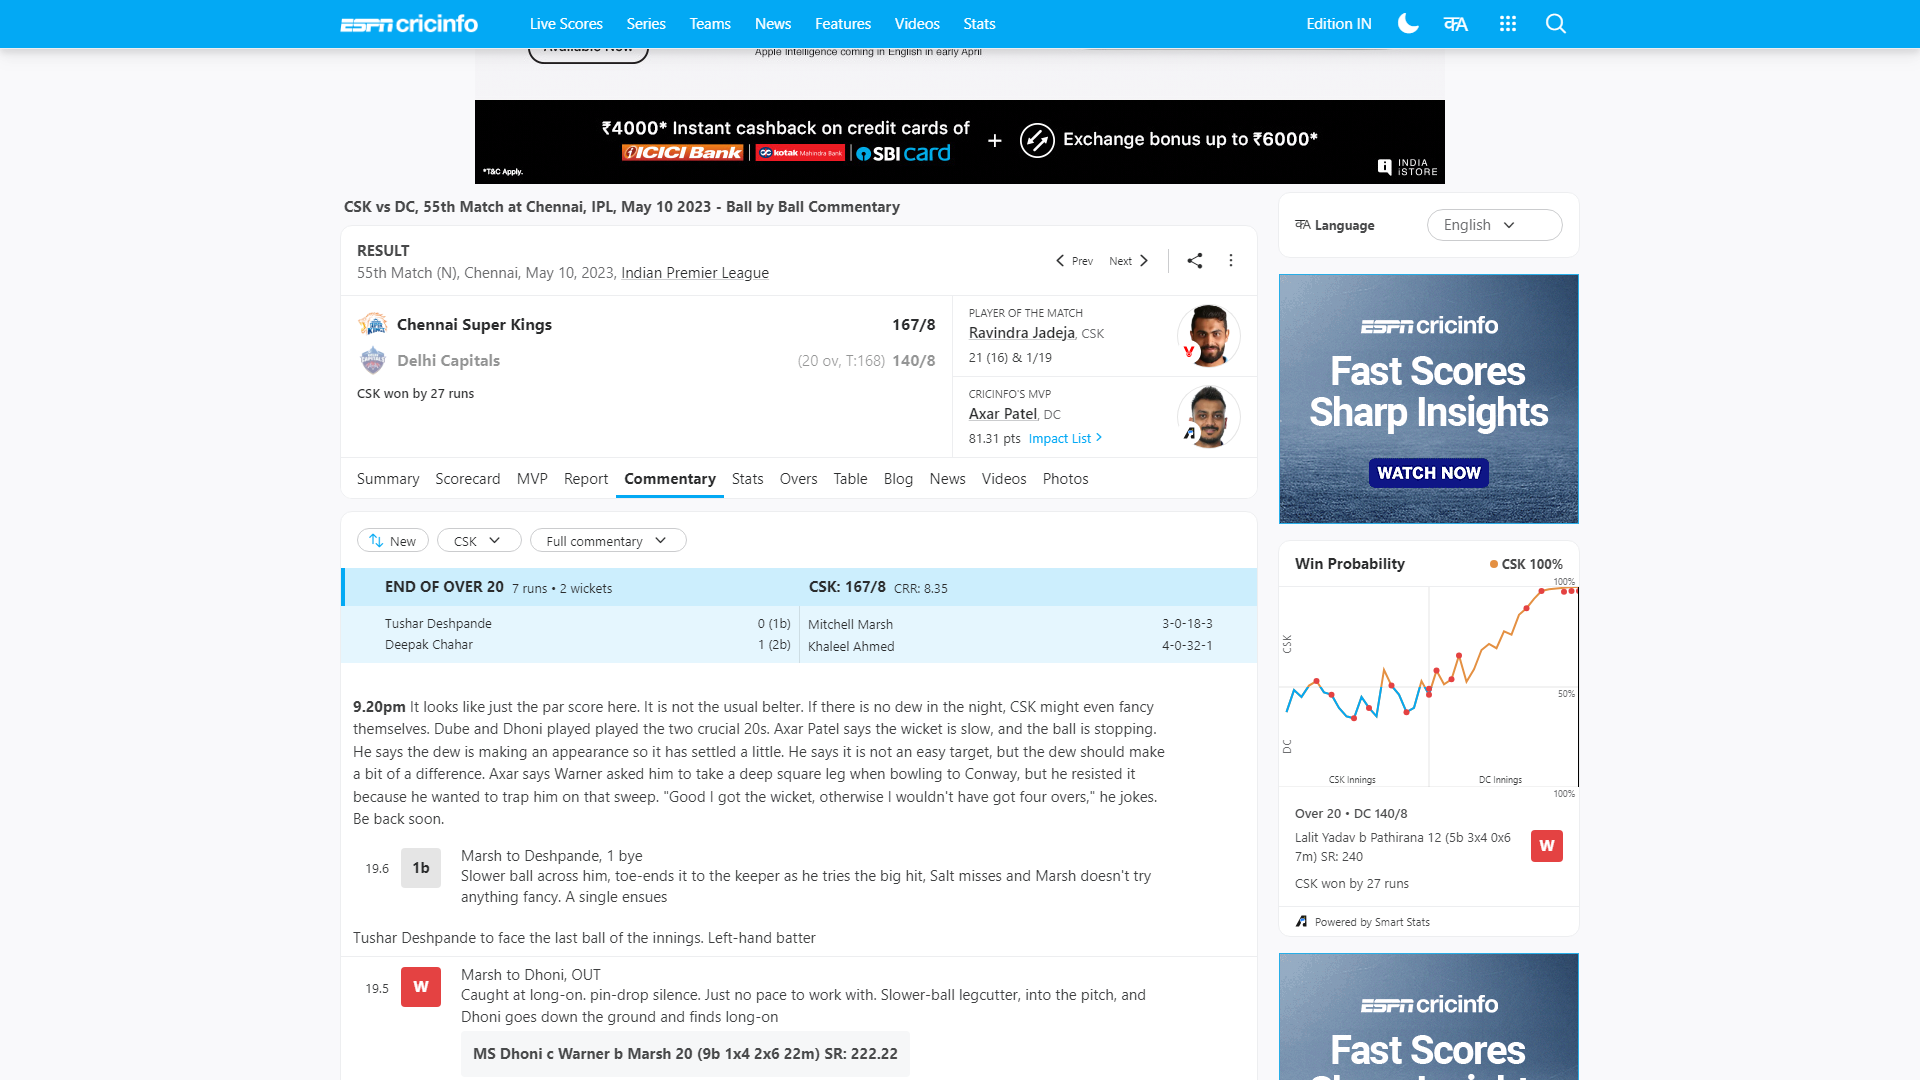 ESPN cricinfo
Live Scores Series Teams News Features Videos Stats
Edition IN
Available Now
Apple Intelligence coming in English in early April
₹4000* Instant cashback on credit cards of
ICICI Bank | kotak Mahindra Bank | SBI card
+ Exchange bonus up to ₹6000*
*T&C Apply.
INDIA
iSTORE
CSK vs DC, 55th Match at Chennai, IPL, May 10 2023 - Ball by Ball Commentary
RESULT
55th Match (N), Chennai, May 10, 2023, Indian Premier League
Prev Next
Chennai Super Kings 167/8
Delhi Capitals (20 ov, T:168) 140/8
CSK won by 27 runs
PLAYER OF THE MATCH
Ravindra Jadeja, CSK
21 (16) & 1/19
CRICINFO'S MVP
Axar Patel, DC
81.31 pts Impact List
Summary Scorecard MVP Report Commentary Stats Overs Table Blog News Videos Photos
New CSK Full commentary
END OF OVER 20 7 runs • 2 wickets CSK: 167/8 CRR: 8.35
Tushar Deshpande 0 (1b) Mitchell Marsh 3-0-18-3
Deepak Chahar 1 (2b) Khaleel Ahmed 4-0-32-1
9.20pm It looks like just the par score here. It is not the usual belter. If there is no dew in the night, CSK might even fancy
themselves. Dube and Dhoni played played the two crucial 20s. Axar Patel says the wicket is slow, and the ball is stopping.
He says the dew is making an appearance so it has settled a little. He says it is not an easy target, but the dew should make
a bit of a difference. Axar says Warner asked him to take a deep square leg when bowling to Conway, but he resisted it
because he wanted to trap him on that sweep. "Good I got the wicket, otherwise I wouldn't have got four overs," he jokes.
Be back soon.
19.6 1b Marsh to Deshpande, 1 bye
Slower ball across him, toe-ends it to the keeper as he tries the big hit, Salt misses and Marsh doesn't try
anything fancy. A single ensues
Tushar Deshpande to face the last ball of the innings. Left-hand batter
19.5 W Marsh to Dhoni, OUT
Caught at long-on. pin-drop silence. Just no pace to work with. Slower-ball legcutter, into the pitch, and
Dhoni goes down the ground and finds long-on
MS Dhoni c Warner b Marsh 20 (9b 1x4 2x6 22m) SR: 222.22
Language English
ESPN cricinfo
Fast Scores
Sharp Insights
WATCH NOW
Win Probability CSK 100%
100%
CSK
50%
DC
CSK Innings DC Innings
100%
Over 20 • DC 140/8
Lalit Yadav b Pathirana 12 (5b 3x4 0x6
7m) SR: 240
W
CSK won by 27 runs
Powered by Smart Stats
ESPN cricinfo
Fast Scores
Sharp Insights